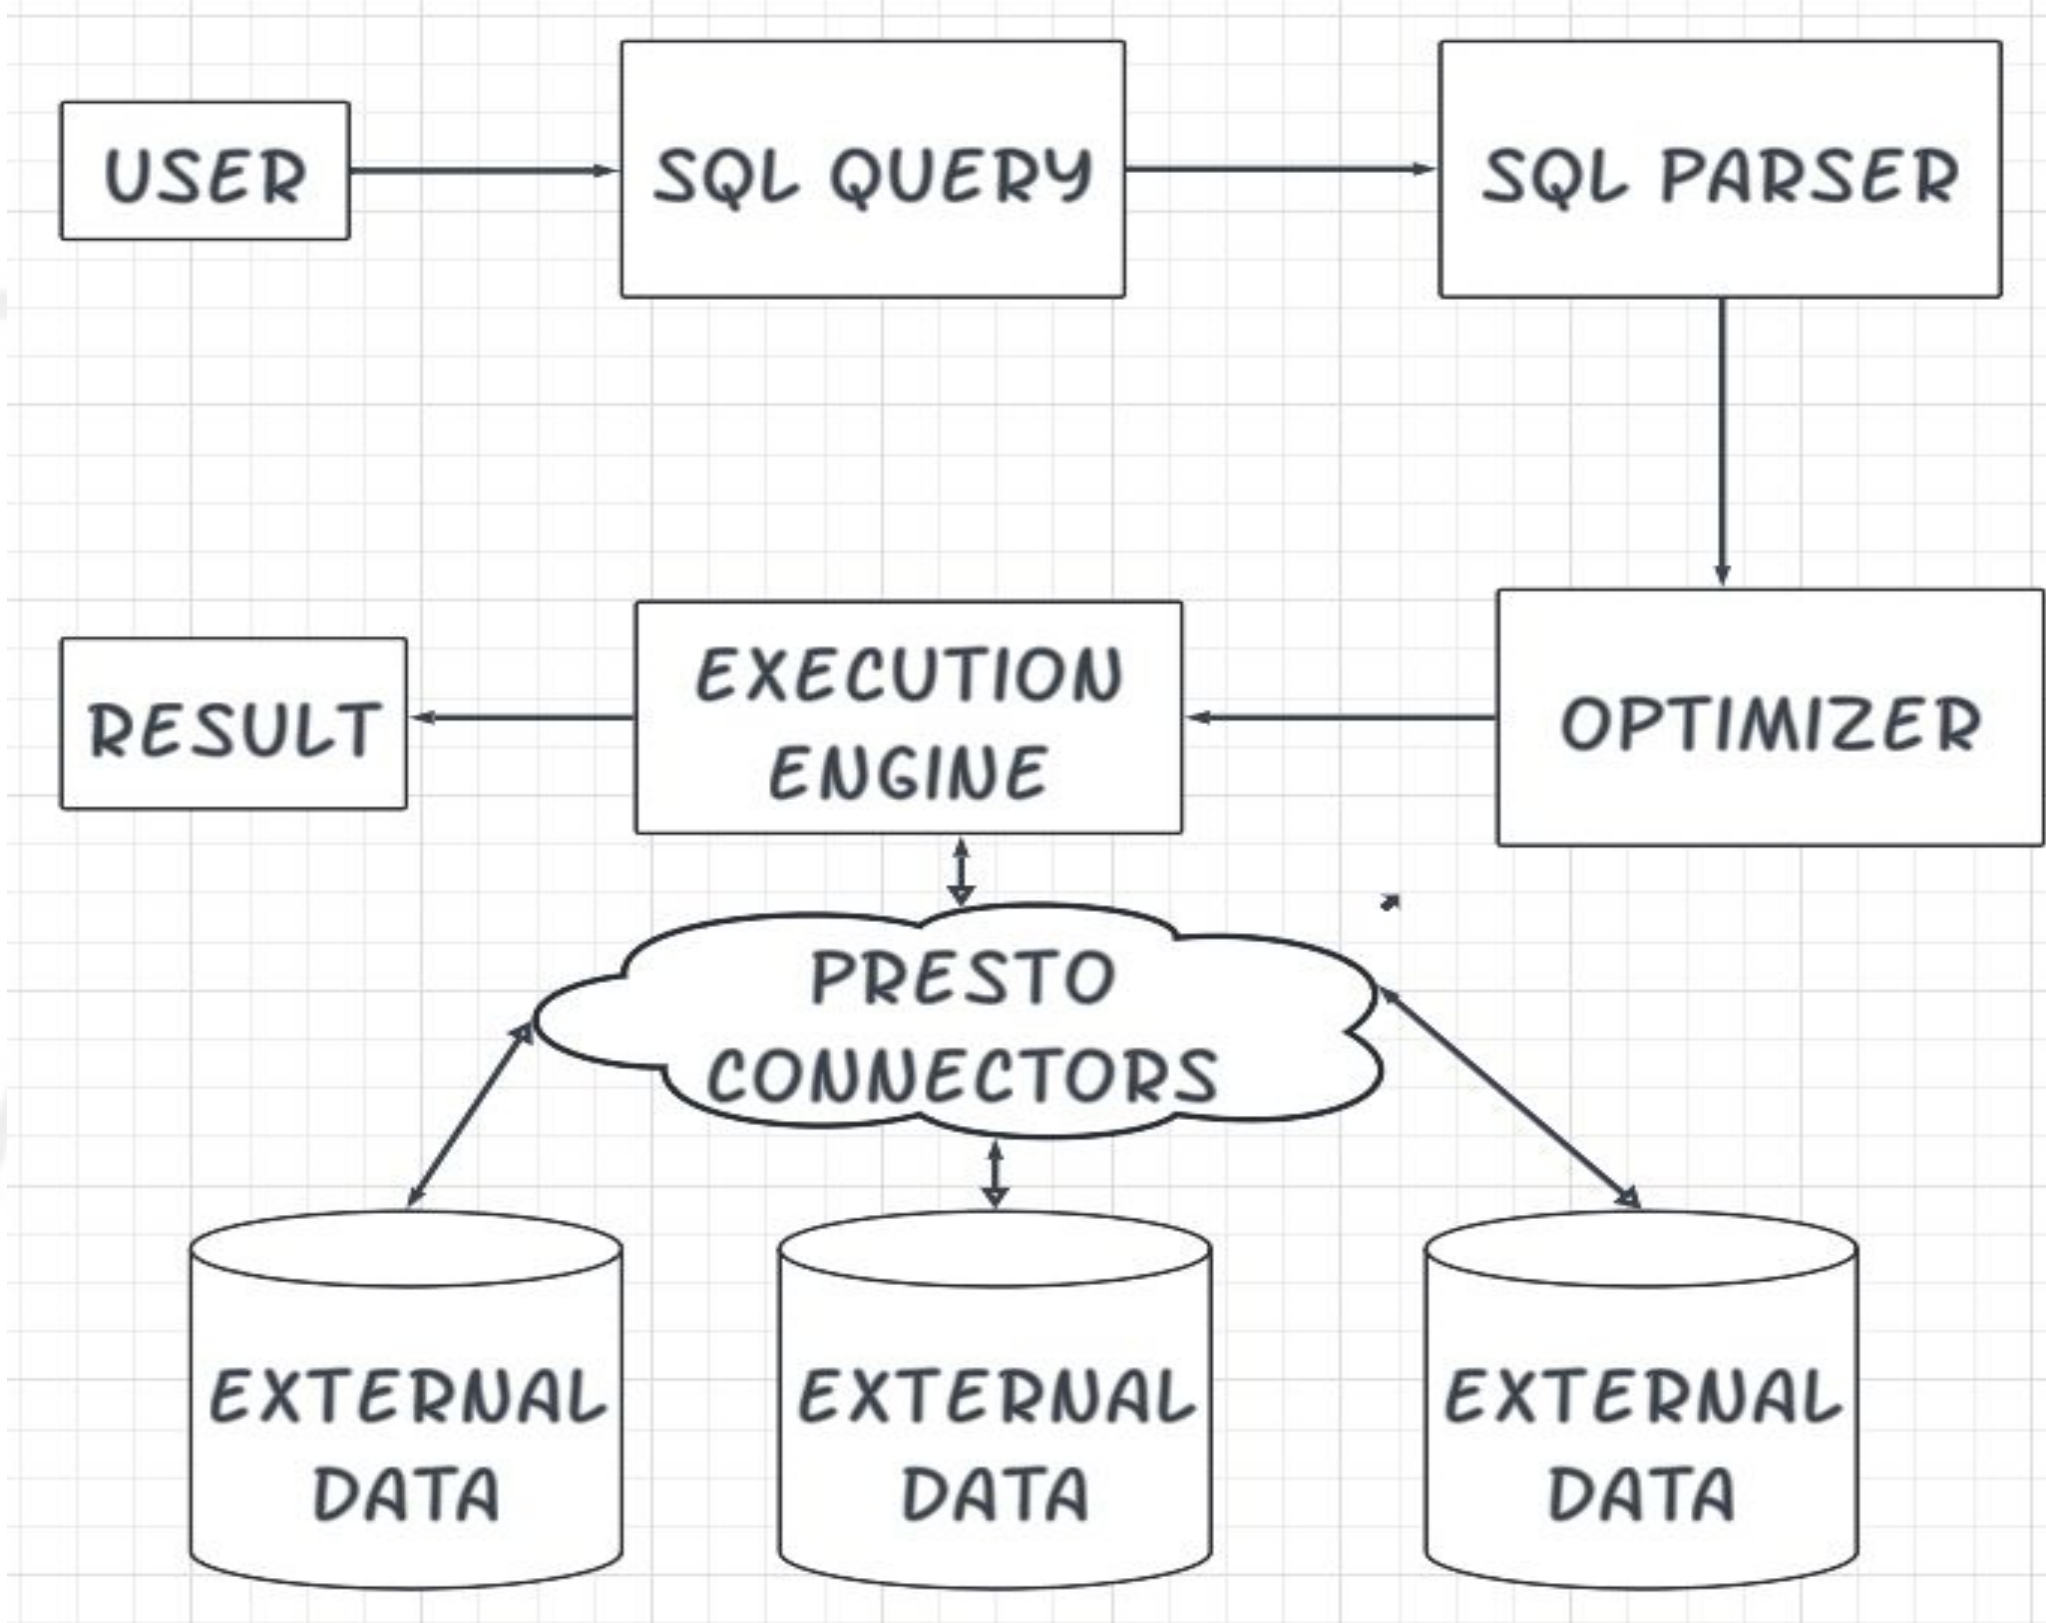 USER
SQL QUERY
SQL PARSER
RESULT
EXECUTION
ENGINE
OPTIMIZER
PRESTO
CONNECTORS
EXTERNAL
DATA
EXTERNAL
DATA
EXTERNAL
DATA